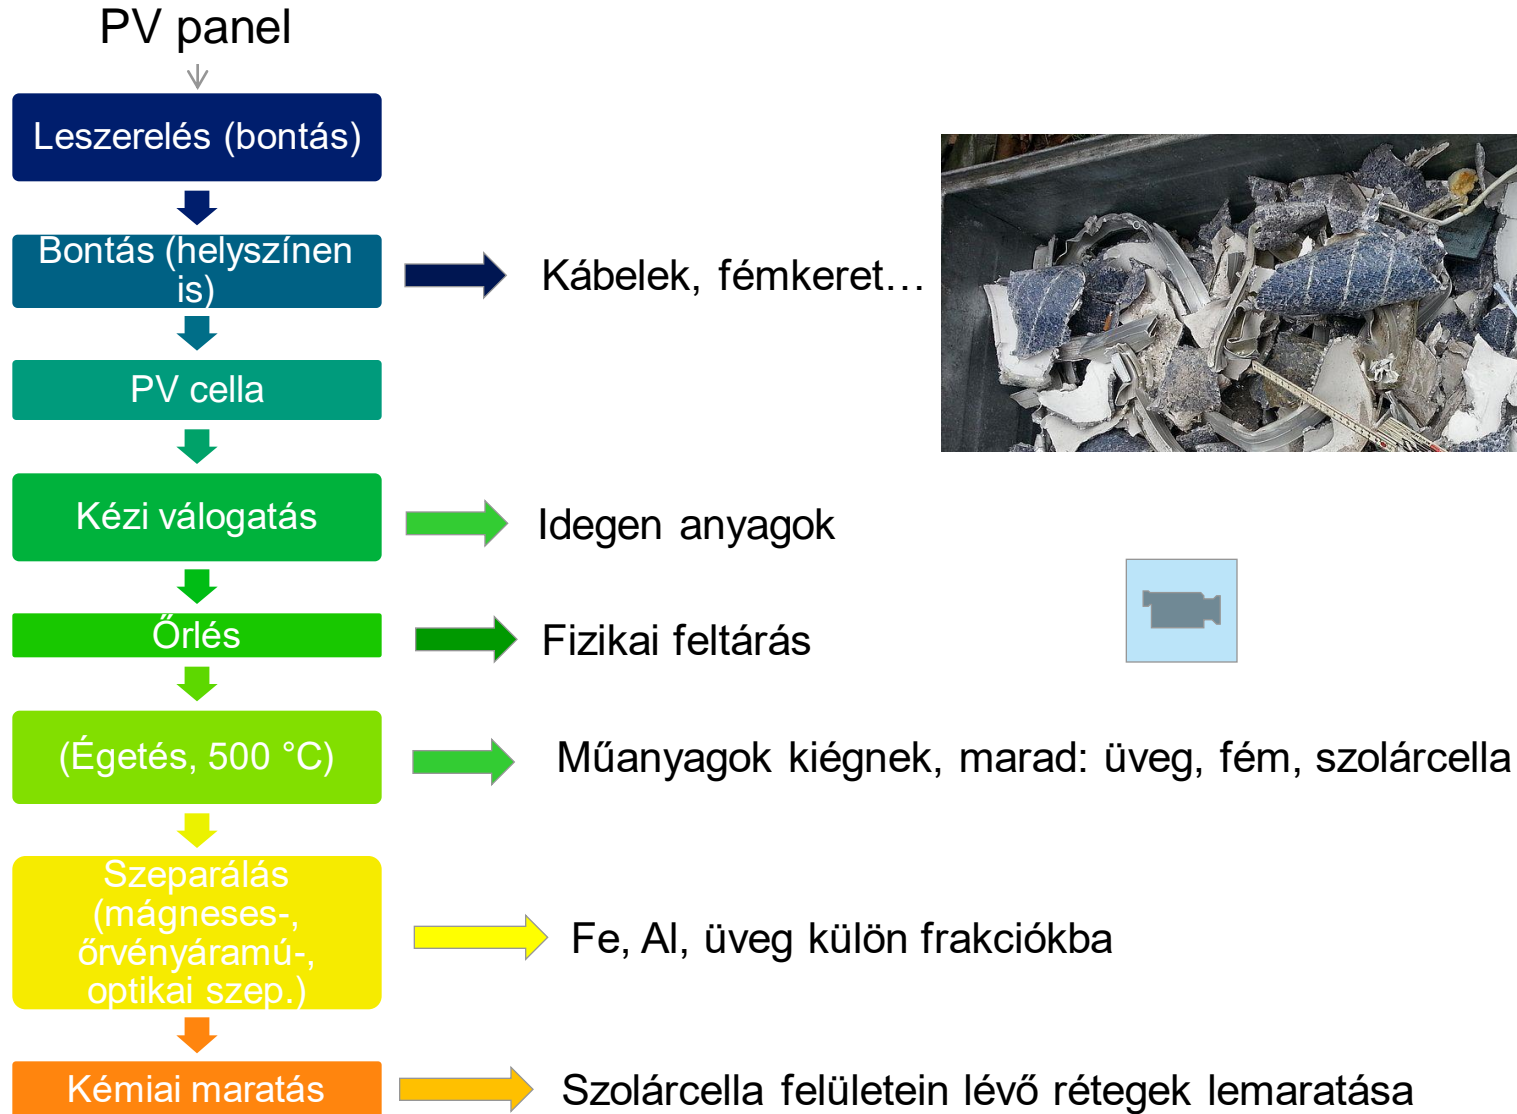 PV panel
Leszerelés (bontás)
Bontás (helyszínen
is)
Kábelek, fémkeret…
PV cella
Kézi válogatás
Idegen anyagok
Őrlés
Fizikai feltárás
(Égetés, 500 °C)
Műanyagok kiégnek, marad: üveg, fém, szolárcella
Szeparálás
(mágneses-,
őrvényáramú-,
optikai szep.)
Fe, Al, üveg külön frakciókba
Kémiai maratás
Szolárcella felületein lévő rétegek lemaratása